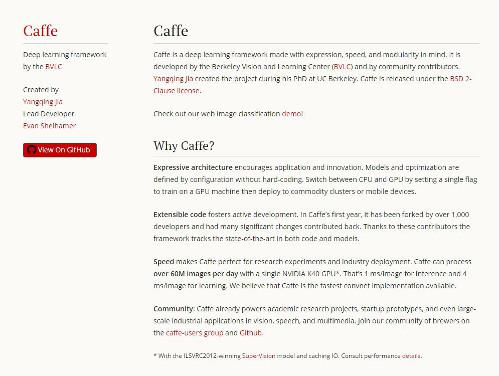 Caffe
Deep learning framework
by the BVLC
Created by
Yangqing Jia
Lead Developer
Evan Shelhamer
View On GitHub
Caffe
Caffe is a deep learning framework made with expression, speed, and modularity in mind. It is
developed by the Berkeley Vision and Learning Center (BVLC) and by community contributors.
Yangqing Jia created the project during his PhD at UC Berkeley. Caffe is released under the BSD 2-
Clause license.
Check out our web image classification demo!
Why Caffe?
Expressive architecture encourages application and innovation. Models and optimization are
defined by configuration without hard-coding. Switch between CPU and GPU by setting a single flag
to train on a GPU machine then deploy to commodity clusters or mobile devices.
Extensible code fosters active development. In Caffe's first year, it has been forked by over 1,000
developers and had many significant changes contributed back. Thanks to these contributors the
framework tracks the state-of-the-art in both code and models.
Speed makes Caffe perfect for research experiments and industry deployment. Caffe can process
over 60M images per day with a single NVIDIA K40 GPU*. That's 1 ms/image for inference and 4
ms/image for learning. We believe that Caffe is the fastest convnet implementation available.
Community: Caffe already powers academic research projects, startup prototypes, and even large-
scale industrial applications in vision, speech, and multimedia. Join our community of brewers on
the caffe-users group and Github.
* With the ILSVRC2012-winning SuperVision model and caching IO. Consult performance details.